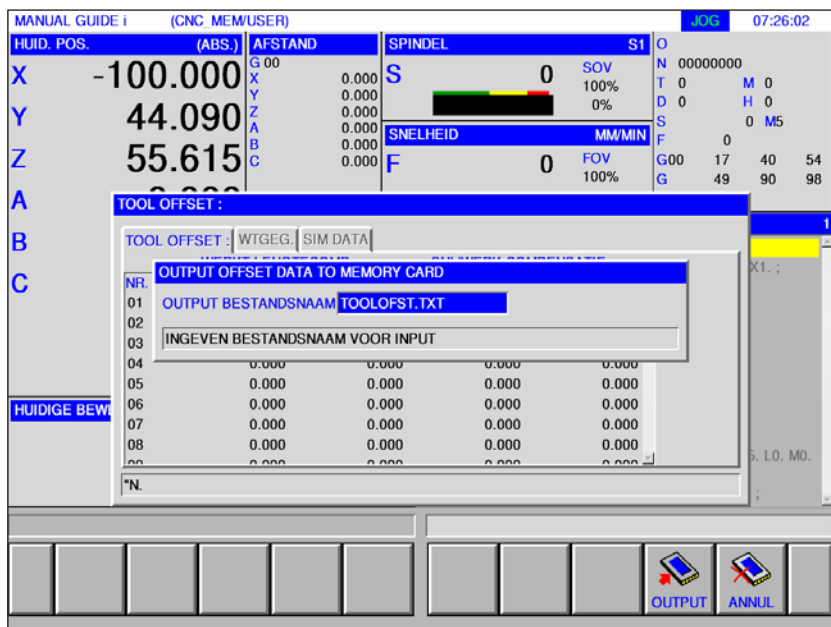 MANUAL GUIDE i (CNC_MEM/USER) JOG 07:26:02
HUID. POS. (ABS.) AFSTAND SPINDEL S1 O
N 00000000
X -100.000 G 00
X 0.000 S 0 SOV 100% 0% T 0 M 0
Y 0.000 D 0 H 0
Y 44.090 Z 0.000 S 0 M5
A 0.000 SNELHEID MM/MIN F 0
B 0.000 F 0 FOV 100% G00 17 40 54
Z 55.615 C 0.000 G 49 90 98
A
B
C
TOOL OFFSET :
1
TOOL OFFSET : WTGEG. SIM DATA
X1. ;
NR.
OUTPUT OFFSET DATA TO MEMORY CARD
01 OUTPUT BESTANDSNAAM TOOLOFST.TXT
02
03 INGEVEN BESTANDSNAAM VOOR INPUT
04 0.000 0.000 0.000 0.000
05 0.000 0.000 0.000 0.000
06 0.000 0.000 0.000 0.000
HUIDIGE BEWE
07 0.000 0.000 0.000 0.000
08 0.000 0.000 0.000 0.000
5. L0. M0.
"N.
;
OUTPUT ANNUL